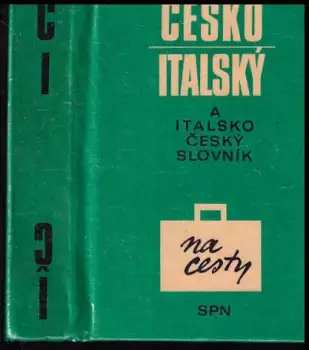 ČESKO
ITALSKÝ
A
ITALSKO
ČESKÝ
SLOVNÍK
na
cesty
SPN